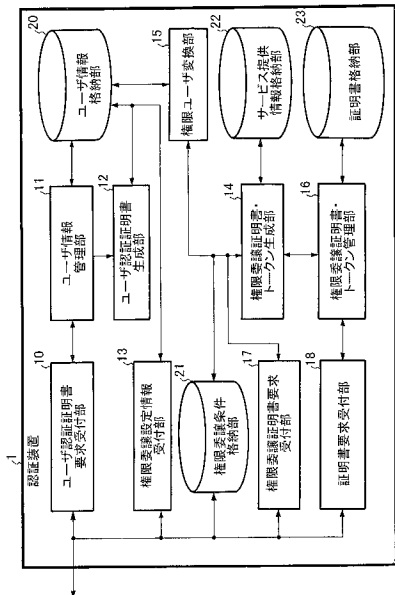 1
認証装置
10
ユーザ認証証明書
要求受付部
11
ユーザ情報
管理部
20
ユーザ情報
格納部
12
ユーザ認証証明書
生成部
13
権限委譲設定情報
受付部
15
権限ユーザ変換部
21
権限委譲条件
格納部
14
権限委譲証明書・
トークン生成部
22
サービス提供
情報格納部
17
権限委譲証明書要求
受付部
16
権限委譲証明書・
トークン管理部
23
証明書格納部
18
証明書要求受付部